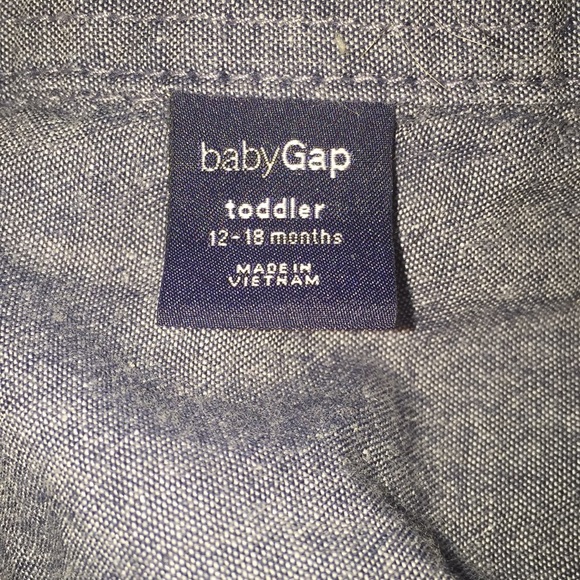 babyGap
toddler
12-18 months
MADE IN
VIETNAM